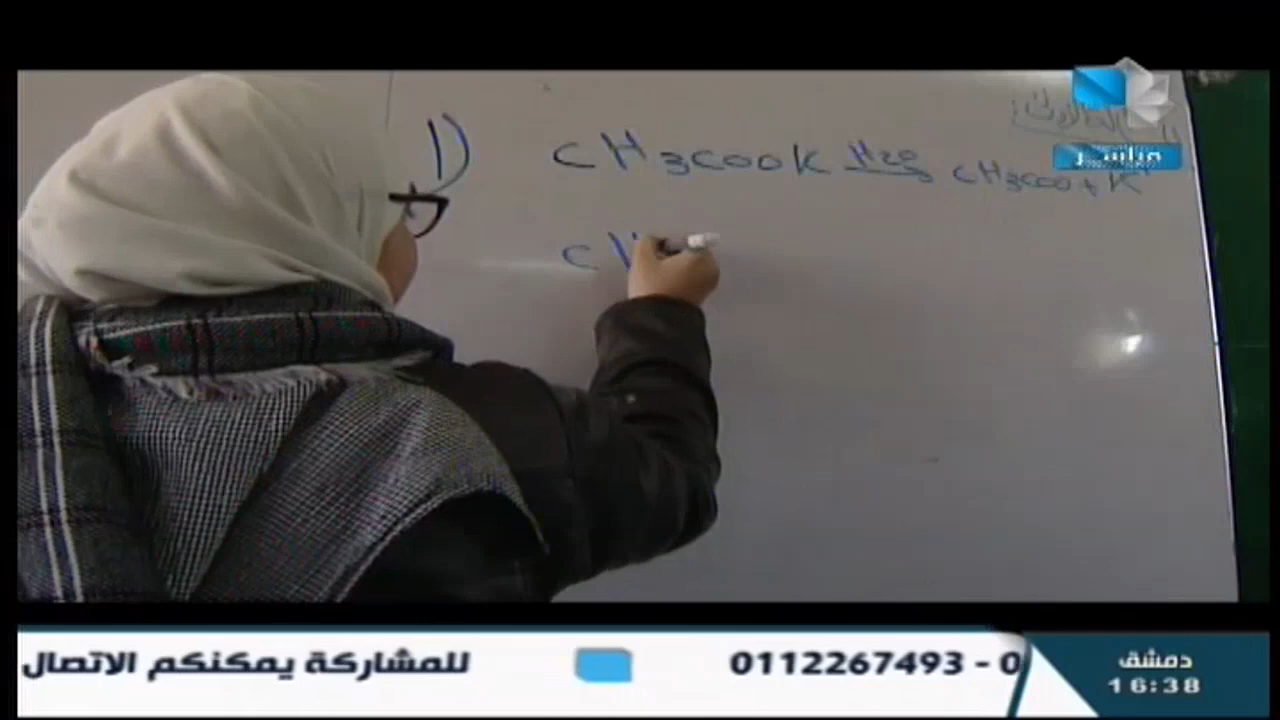 1) CH3COOK H2O CH3COO + K+
CH
مباشر
للمشاركة يمكنكم الاتصال 0112267493 - 0
دمشق
16:38